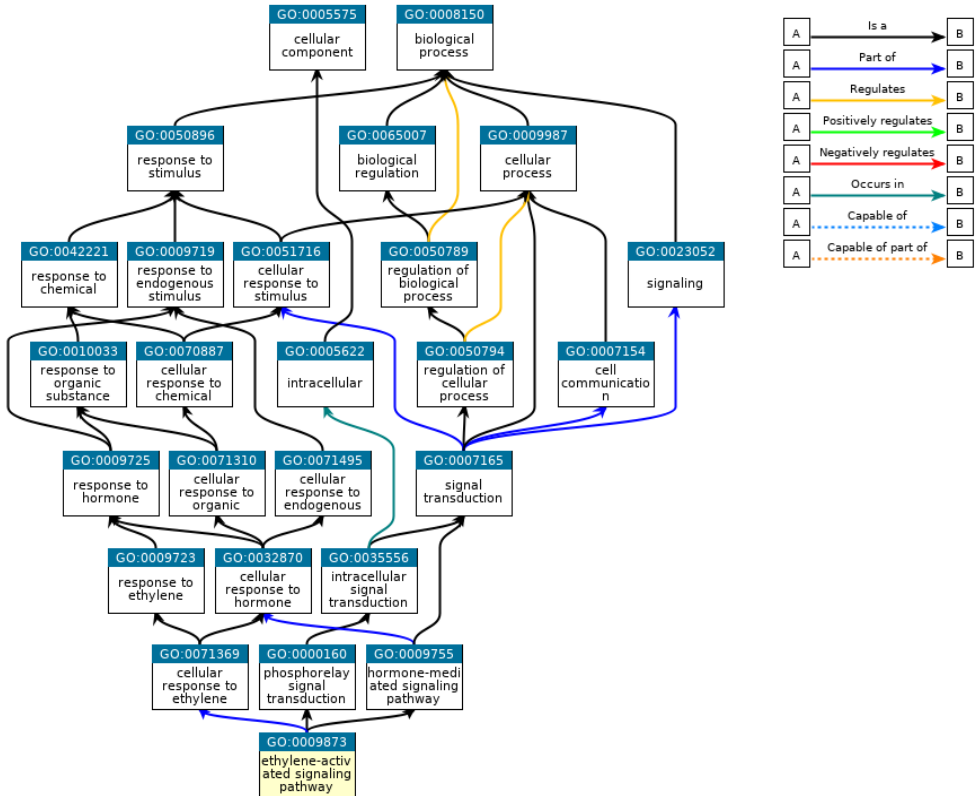 GO:0005575
cellular
component
GO:0008150
biological
process
A
Is a
B
A
Part of
B
A
Regulates
B
A
Positively regulates
B
A
Negatively regulates
B
A
Occurs in
B
A
Capable of
B
A
Capable of part of
B
GO:0050896
response to
stimulus
GO:0065007
biological
regulation
GO:0009987
cellular
process
GO:0042221
response to
chemical
GO:0009719
response to
endogenous
stimulus
GO:0051716
cellular
response to
stimulus
GO:0050789
regulation of
biological
process
GO:0023052
signaling
GO:0010033
response to
organic
substance
GO:0070887
cellular
response to
chemical
GO:0005622
intracellular
GO:0050794
regulation of
cellular
process
GO:0007154
cell
communicatio
n
GO:0009725
response to
hormone
GO:0071310
cellular
response to
organic
GO:0071495
cellular
response to
endogenous
GO:0007165
signal
transduction
GO:0009723
response to
ethylene
GO:0032870
cellular
response to
hormone
GO:0035556
intracellular
signal
transduction
GO:0071369
cellular
response to
ethylene
GO:0000160
phosphorelay
signal
transduction
GO:0009755
hormone-medi
ated signaling
pathway
GO:0009873
ethylene-activ
ated signaling
pathway